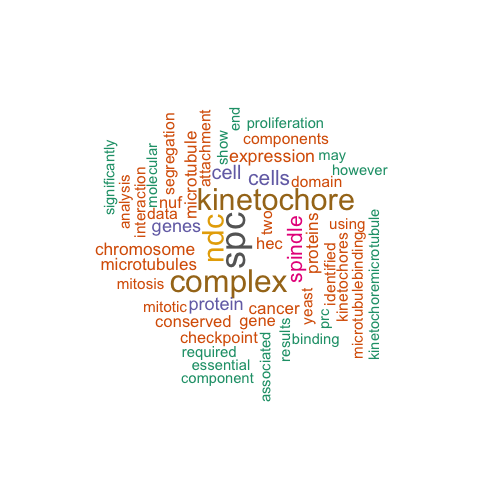 end
proliferation
components
significantly
molecular
segregation
microtubule
attachment
show
expression
may
however
analysis
interaction
cell
cells
domain
nuf
data
genes
kinetochore
ndc
spc
hec
two
spindle
proteins
using
identified
kinetochores
microtubulebinding
kinetochoremicrotubule
chromosome
microtubules
mitosis
complex
mitotic
protein
cancer
yeast
prc
conserved
gene
checkpoint
results
binding
required
essential
component
associated